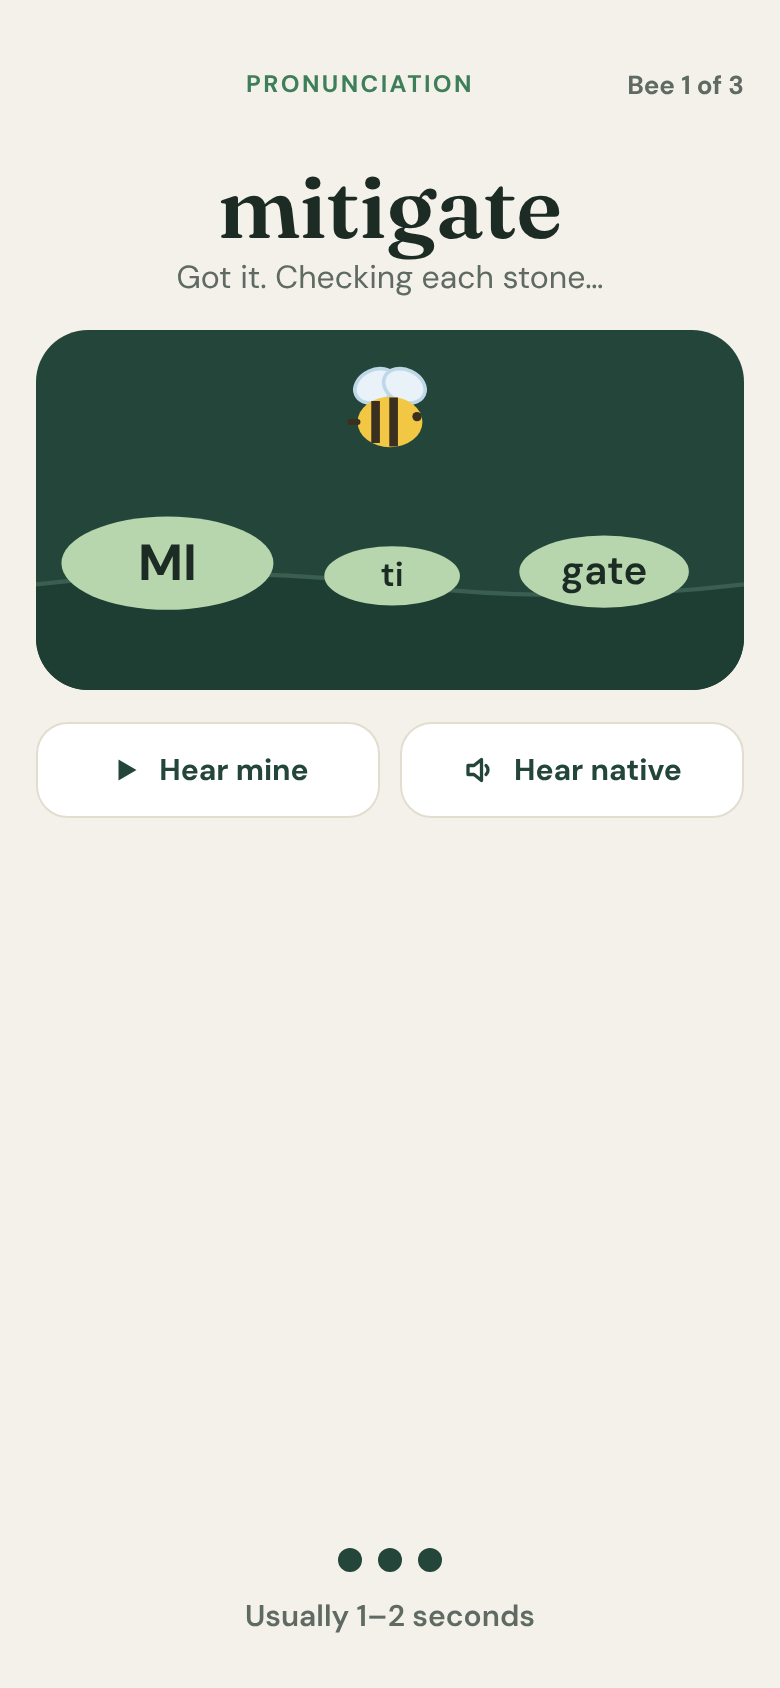 PRONUNCIATION
Bee 1 of 3
mitigate
Got it. Checking each stone...
MI
ti
gate
Hear mine
Hear native
Usually 1–2 seconds